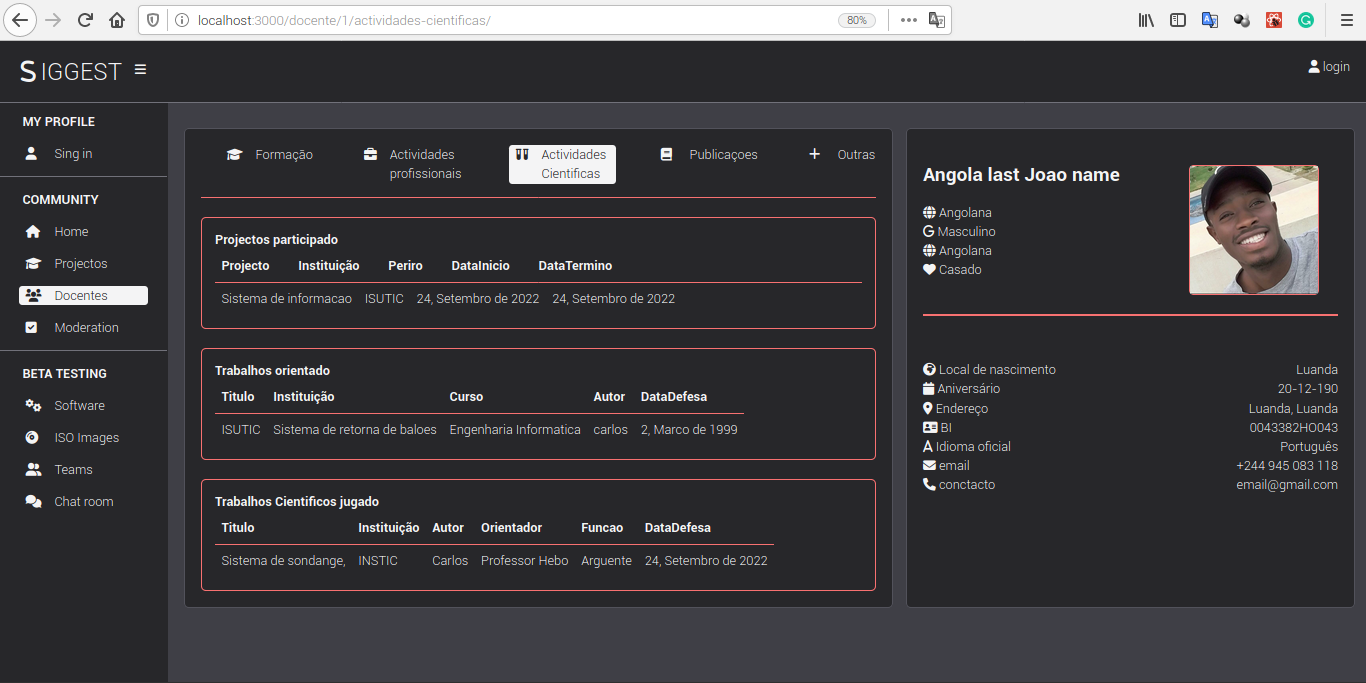 localhost:3000/docente/1/actividades-cientificas/
80%
SIGGEST
login
MY PROFILE
Sing in
COMMUNITY
Home
Projectos
Docentes
Moderation
BETA TESTING
Software
ISO Images
Teams
Chat room
Formação
Actividades
profissionais
Actividades
Cientificas
Publicaçoes
Outras
Projectos participado
Projecto Instituição Periro DataInicio DataTermino
Sistema de informacao ISUTIC 24, Setembro de 2022 24, Setembro de 2022
Trabalhos orientado
Titulo Instituição Curso Autor DataDefesa
ISUTIC Sistema de retorna de baloes Engenharia Informatica carlos 2, Marco de 1999
Trabalhos Cientificos jugado
Titulo Instituição Autor Orientador Funcao DataDefesa
Sistema de sondange, INSTIC Carlos Professor Hebo Arguente 24, Setembro de 2022
Angola last Joao name
Angolana
Masculino
Angolana
Casado
Local de nascimento Luanda
Aniversário 20-12-190
Endereço Luanda, Luanda
BI 0043382HO043
Idioma oficial Português
email +244 945 083 118
conctacto email@gmail.com